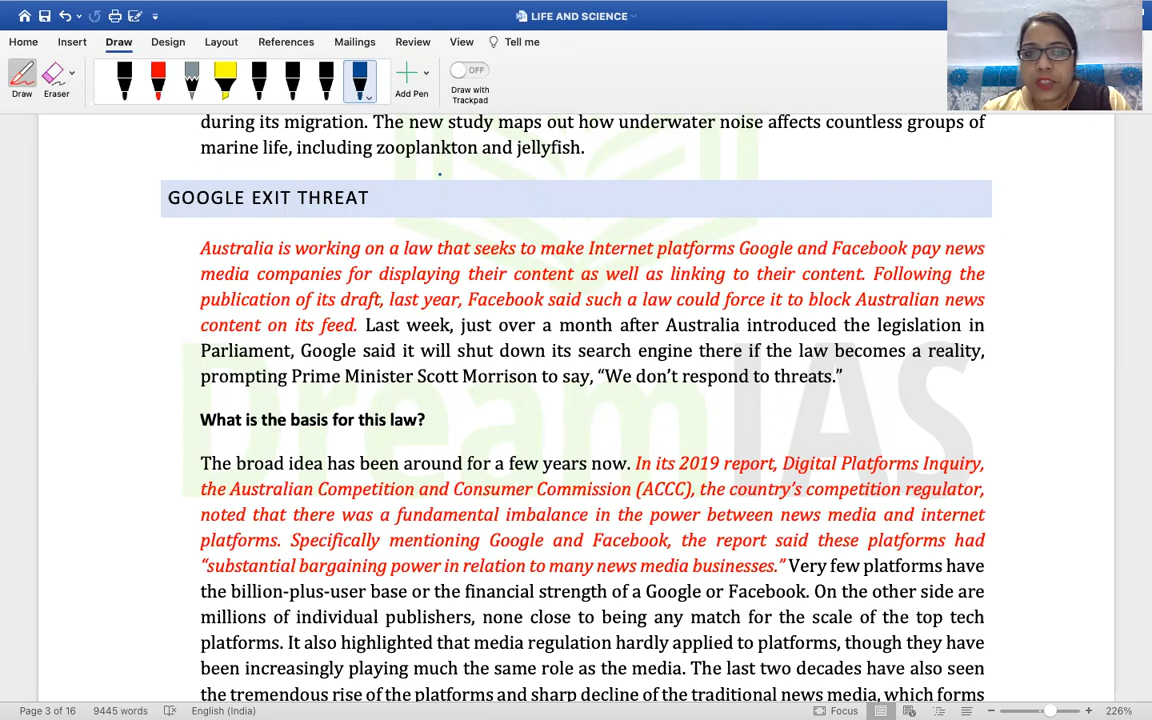 LIFE AND SCIENCE
Home Insert Draw Design Layout References Mailings Review View Tell me
OFF
Draw Eraser Add Pen Draw with
Trackpad
during its migration. The new study maps out how underwater noise affects countless groups of
marine life, including zooplankton and jellyfish.
GOOGLE EXIT THREAT
Australia is working on a law that seeks to make Internet platforms Google and Facebook pay news
media companies for displaying their content as well as linking to their content. Following the
publication of its draft, last year, Facebook said such a law could force it to block Australian news
content on its feed. Last week, just over a month after Australia introduced the legislation in
Parliament, Google said it will shut down its search engine there if the law becomes a reality,
prompting Prime Minister Scott Morrison to say, “We don’t respond to threats.”
DreamIAS
What is the basis for this law?
The broad idea has been around for a few years now. In its 2019 report, Digital Platforms Inquiry,
the Australian Competition and Consumer Commission (ACCC), the country’s competition regulator,
noted that there was a fundamental imbalance in the power between news media and internet
platforms. Specifically mentioning Google and Facebook, the report said these platforms had
“substantial bargaining power in relation to many news media businesses.” Very few platforms have
the billion-plus-user base or the financial strength of a Google or Facebook. On the other side are
millions of individual publishers, none close to being any match for the scale of the top tech
platforms. It also highlighted that media regulation hardly applied to platforms, though they have
been increasingly playing much the same role as the media. The last two decades have also seen
the tremendous rise of the platforms and sharp decline of the traditional news media, which forms
Page 3 of 16 9445 words English (India) Focus 226%